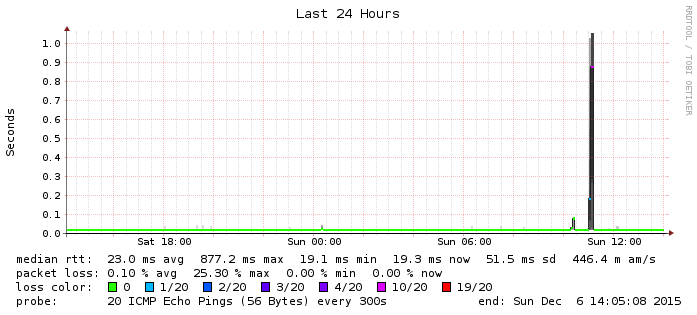 Last 24 Hours
RRDTOOL / TOBI OETIKER
Seconds
1.0
0.9
0.8
0.7
0.6
0.5
0.4
0.3
0.2
0.1
0.0
Sat 18:00 Sun 00:00 Sun 06:00 Sun 12:00
median rtt: 23.0 ms avg 877.2 ms max 19.1 ms min 19.3 ms now 51.5 ms sd 446.4 m am/s
packet loss: 0.10 % avg 25.30 % max 0.00 % min 0.00 % now
loss color: 0 1/20 2/20 3/20 4/20 10/20 19/20
probe: 20 ICMP Echo Pings (56 Bytes) every 300s end: Sun Dec 6 14:05:08 2015